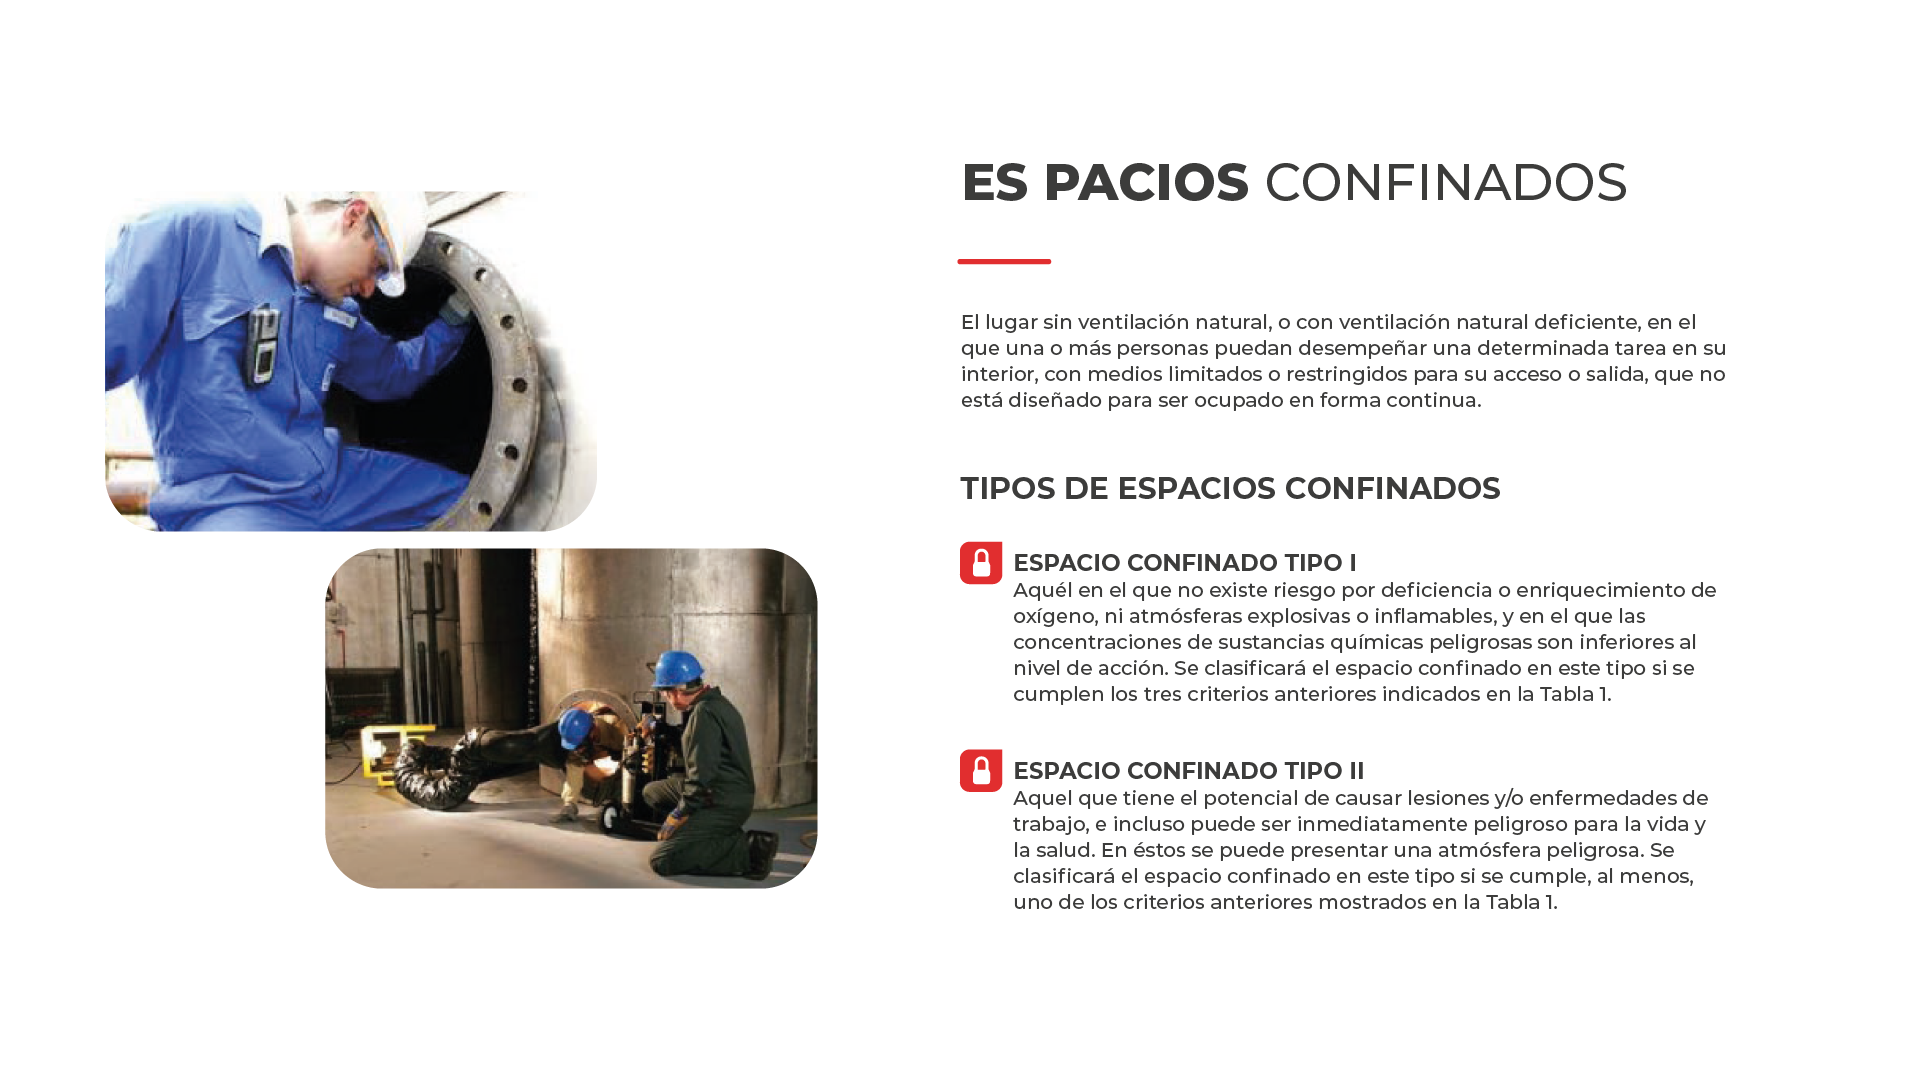 ES PACIOS CONFINADOS
El lugar sin ventilación natural, o con ventilación natural deficiente, en el
que una o más personas puedan desempeñar una determinada tarea en su
interior, con medios limitados o restringidos para su acceso o salida, que no
está diseñado para ser ocupado en forma continua.
TIPOS DE ESPACIOS CONFINADOS
ESPACIO CONFINADO TIPO I
Aquél en el que no existe riesgo por deficiencia o enriquecimiento de
oxígeno, ni atmósferas explosivas o inflamables, y en el que las
concentraciones de sustancias químicas peligrosas son inferiores al
nivel de acción. Se clasificará el espacio confinado en este tipo si se
cumplen los tres criterios anteriores indicados en la Tabla 1.
ESPACIO CONFINADO TIPO II
Aquel que tiene el potencial de causar lesiones y/o enfermedades de
trabajo, e incluso puede ser inmediatamente peligroso para la vida y
la salud. En éstos se puede presentar una atmósfera peligrosa. Se
clasificará el espacio confinado en este tipo si se cumple, al menos,
uno de los criterios anteriores mostrados en la Tabla 1.